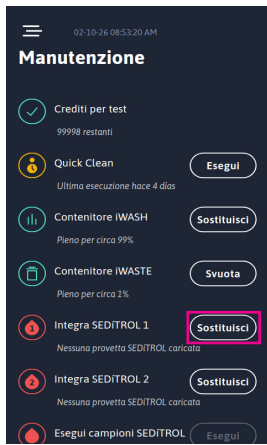 02-10-26 08:53:20 AM
Manutenzione
Crediti per test
99998 restanti
Quick Clean
Esegui
Ultima esecuzione hace 4 dias
Contenitore iWASH
Sostituisci
Pieno per circa 99%
Contenitore iWASTE
Svuota
Pieno per circa 1%
1
Integra SEDiTROL 1
Sostituisci
Nessuna provetta SEDiTROL caricata
2
Integra SEDiTROL 2
Sostituisci
Nessuna provetta SEDiTROL caricata
Esegui campioni SEDiTROL
Esegui